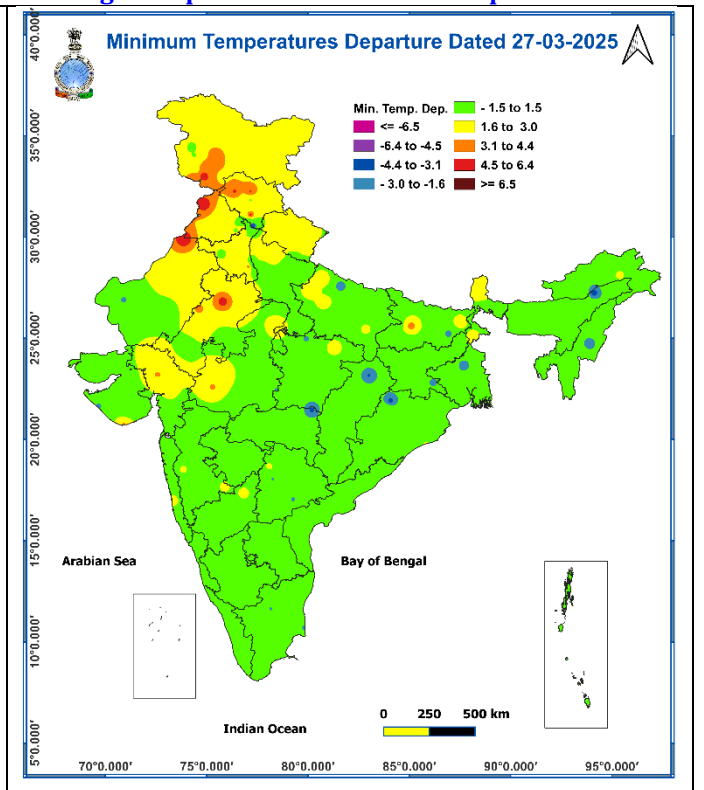 Minimum Temperatures Departure Dated 27-03-2025
Min. Temp. Dep.
<= -6.5
-6.4 to -4.5
-4.4 to -3.1
- 3.0 to -1.6
- 1.5 to 1.5
1.6 to 3.0
3.1 to 4.4
4.5 to 6.4
>= 6.5
40°0.000'
35°0.000'
30°0.000'
25°0.000'
20°0.000'
15°0.000'
10°0.000'
5°0.000'
Arabian Sea
Bay of Bengal
Indian Ocean
0 250 500 km
70°0.000' 75°0.000' 80°0.000' 85°0.000' 90°0.000' 95°0.000'